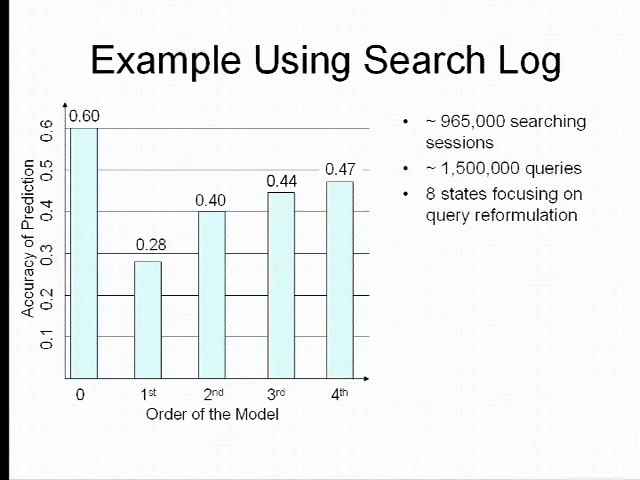 Example Using Search Log
0.60
0.28
0.40
0.44
0.47
0.6
0.5
0.4
0.3
0.2
0.1
Accuracy of Prediction
0 1st 2nd 3rd 4th
Order of the Model
• ~ 965,000 searching
sessions
• ~ 1,500,000 queries
• 8 states focusing on
query reformulation